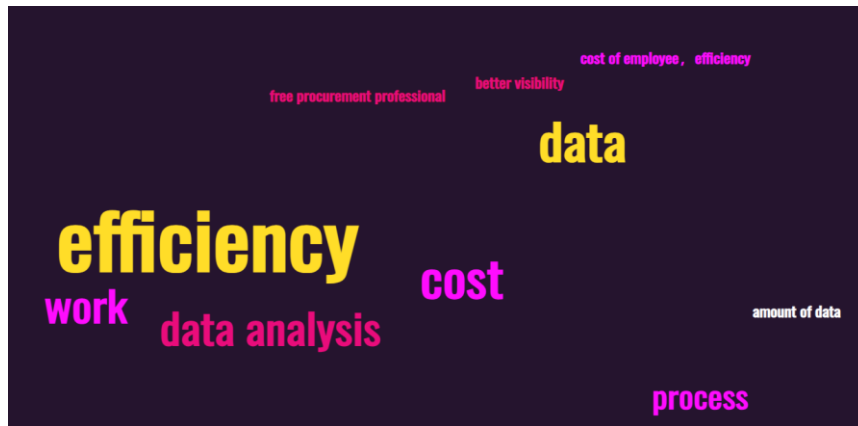 cost of employee, efficiency
better visibility
free procurement professional
data
efficiency
cost
work
data analysis
amount of data
process